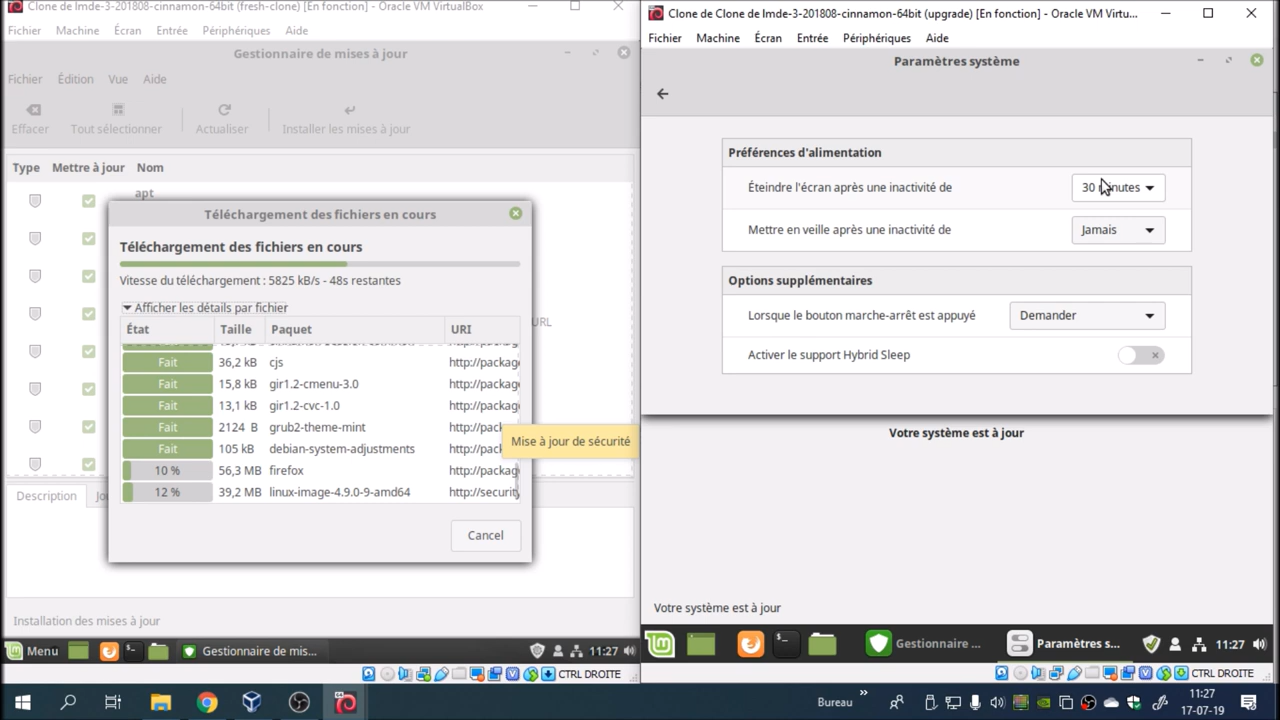 Clone de Clone de lmde-3-201808-cinnamon-64bit (fresh-clone) [En fonction] - Oracle VM VirtualBox
Fichier Machine Écran Entrée Périphériques Aide
Gestionnaire de mises à jour
Fichier Édition Vue Aide
Effacer Tout sélectionner Actualiser Installer les mises à jour
Type Mettre à jour Nom
apt
Téléchargement des fichiers en cours
Téléchargement des fichiers en cours
Vitesse du téléchargement : 5825 kB/s - 48s restantes
Afficher les détails par fichier
URL
État Taille Paquet URI
Fait 36,2 kB cjs http://package
Fait 15,8 kB gir1.2-cmenu-3.0 http://package
Fait 13,1 kB gir1.2-cvc-1.0 http://package
Fait 2124 B grub2-theme-mint http://pack
Fait 105 kB debian-system-adjustments http://pack
10 % 56,3 MB firefox http://package
12 % 39,2 MB linux-image-4.9.0-9-amd64 http://security
Mise à jour de sécurité
Cancel
Description Jo
Installation des mises à jour
Menu Gestionnaire de mis... 11:27
CTRL DROITE
Clone de Clone de lmde-3-201808-cinnamon-64bit (upgrade) [En fonction] - Oracle VM Virtu...
Fichier Machine Écran Entrée Périphériques Aide
Paramètres système
Préférences d'alimentation
Éteindre l'écran après une inactivité de 30 minutes
Mettre en veille après une inactivité de Jamais
Options supplémentaires
Lorsque le bouton marche-arrêt est appuyé Demander
Activer le support Hybrid Sleep
Votre système est à jour
Votre système est à jour
Gestionnaire ... Paramètres s... 11:27
CTRL DROITE
Bureau
11:27
17-07-19